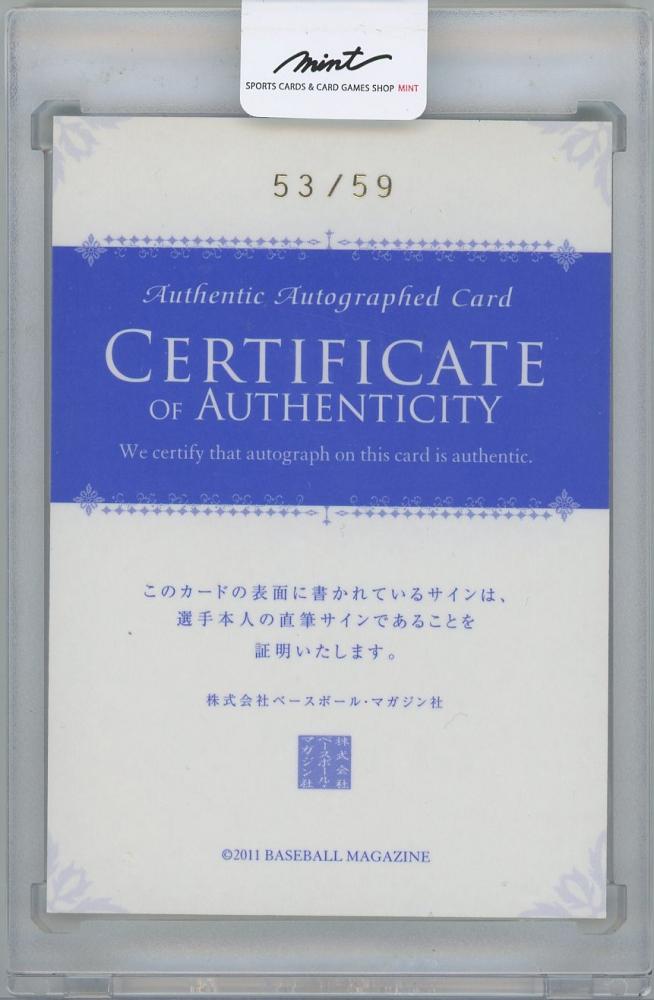 mint
SPORTS CARDS & CARD GAMES SHOP MINT
53/59
Authentic Autographed Card
CERTIFICATE
OF AUTHENTICITY
We certify that autograph on this card is authentic.
このカードの表面に書かれているサインは、
選手本人の直筆サインであることを
証明いたします。
株式会社ベースボール・マガジン社
株式会社
ベースボール・
マガジン社
©2011 BASEBALL MAGAZINE